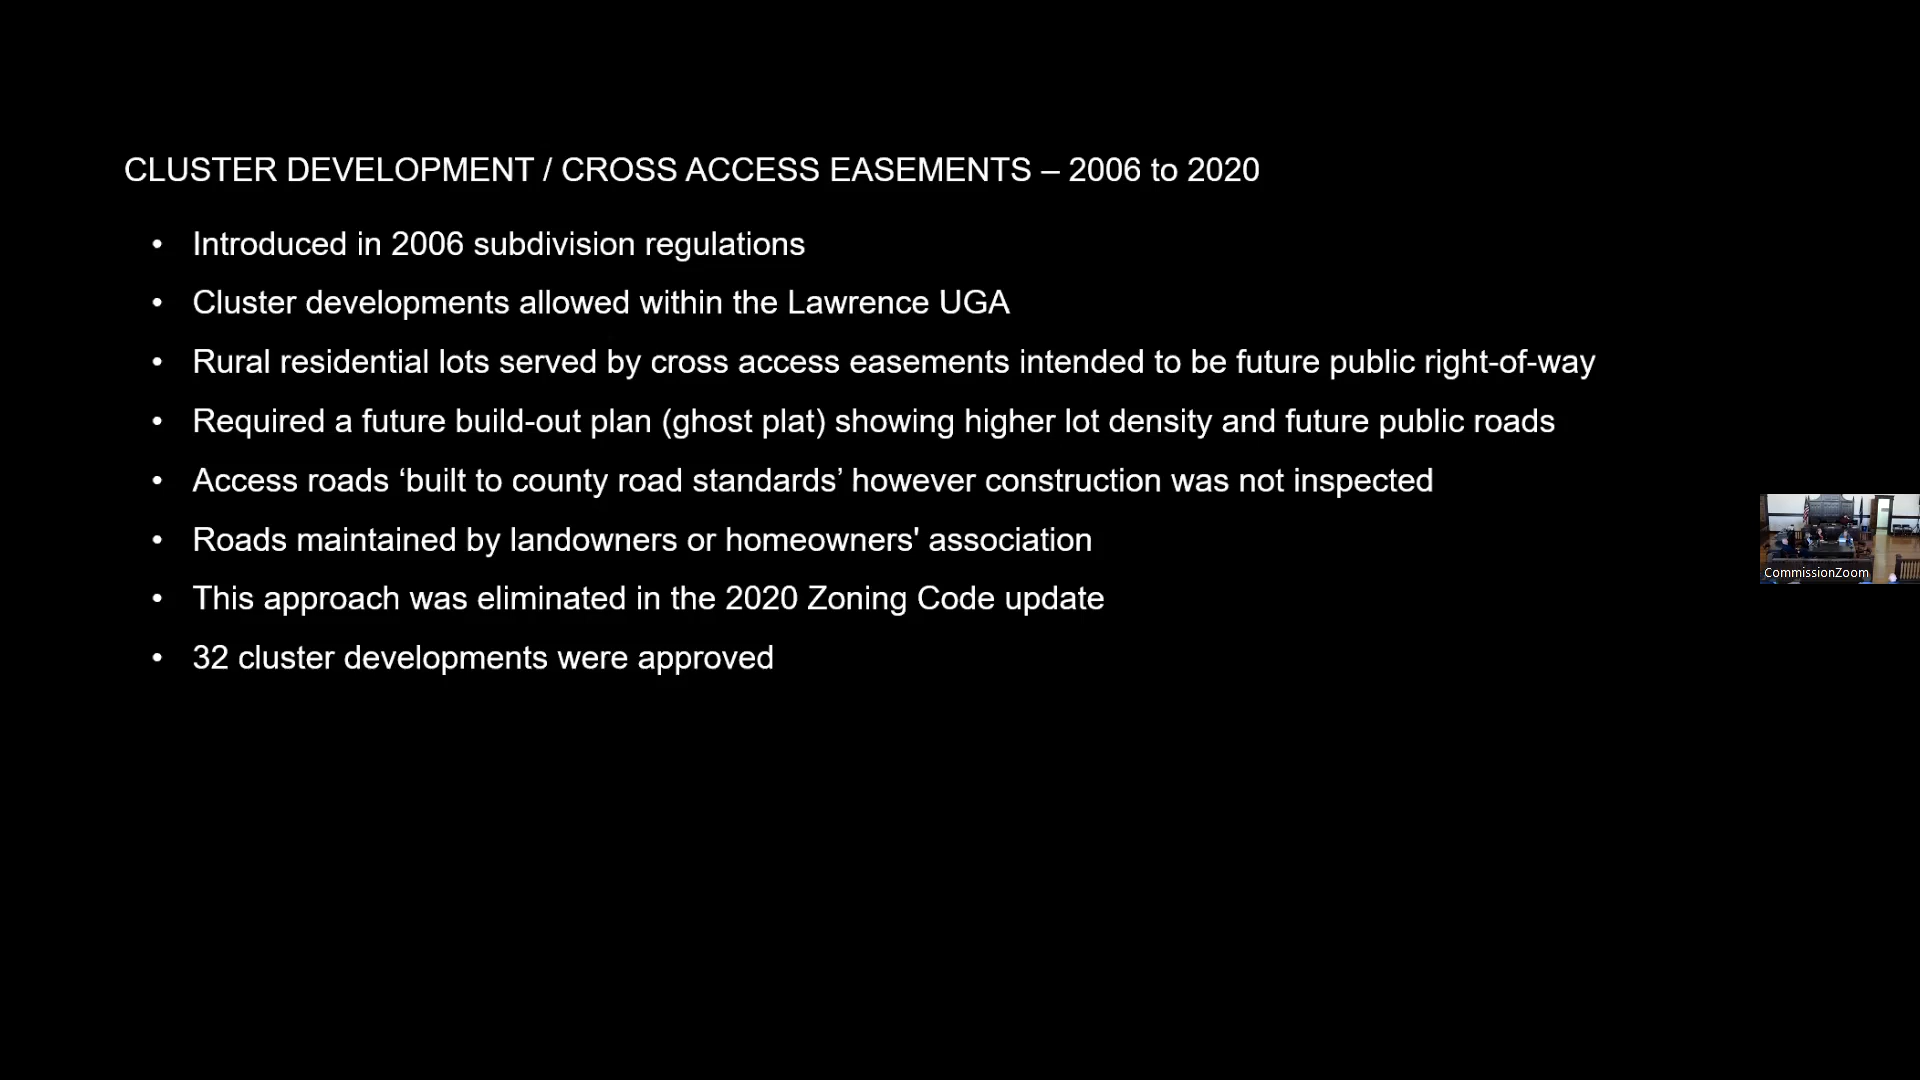 CLUSTER DEVELOPMENT / CROSS ACCESS EASEMENTS – 2006 to 2020
• Introduced in 2006 subdivision regulations
• Cluster developments allowed within the Lawrence UGA
• Rural residential lots served by cross access easements intended to be future public right-of-way
• Required a future build-out plan (ghost plat) showing higher lot density and future public roads
• Access roads ‘built to county road standards’ however construction was not inspected
• Roads maintained by landowners or homeowners' association
• This approach was eliminated in the 2020 Zoning Code update
• 32 cluster developments were approved
CommissionZoom